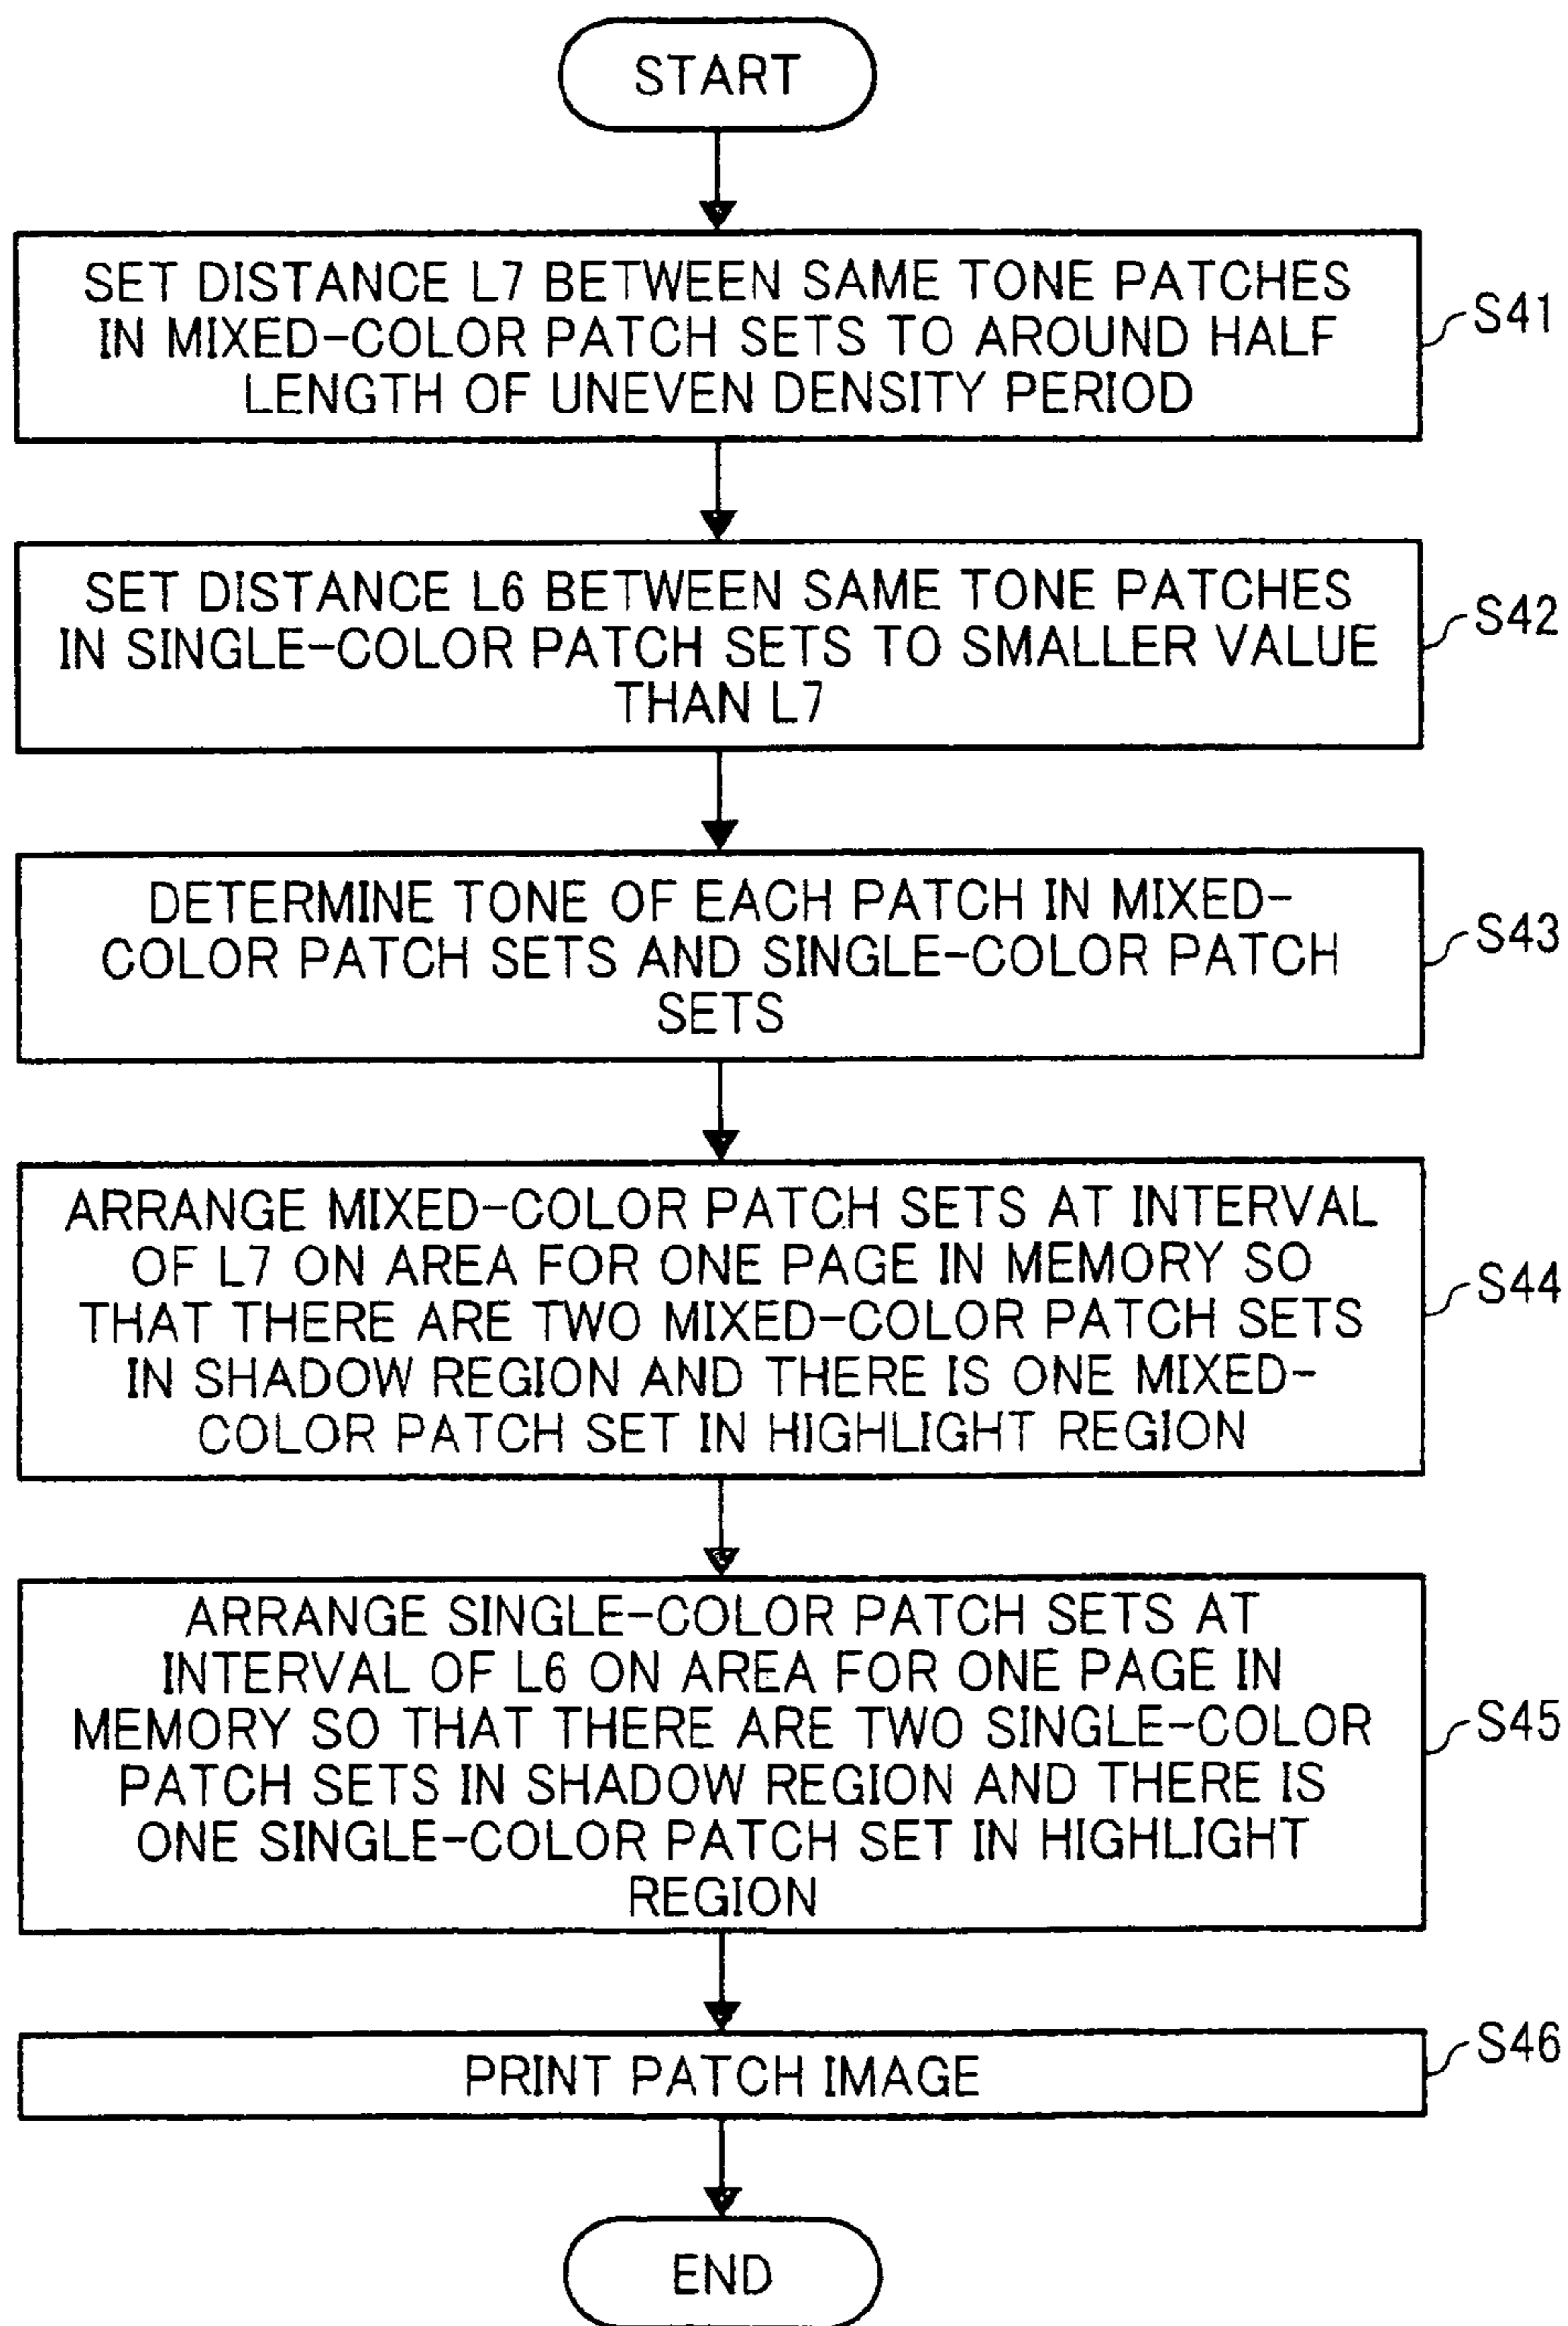 START
SET DISTANCE L7 BETWEEN SAME TONE PATCHES
IN MIXED-COLOR PATCH SETS TO AROUND HALF
LENGTH OF UNEVEN DENSITY PERIOD
S41
SET DISTANCE L6 BETWEEN SAME TONE PATCHES
IN SINGLE-COLOR PATCH SETS TO SMALLER VALUE
THAN L7
S42
DETERMINE TONE OF EACH PATCH IN MIXED-
COLOR PATCH SETS AND SINGLE-COLOR PATCH
SETS
S43
ARRANGE MIXED-COLOR PATCH SETS AT INTERVAL
OF L7 ON AREA FOR ONE PAGE IN MEMORY SO
THAT THERE ARE TWO MIXED-COLOR PATCH SETS
IN SHADOW REGION AND THERE IS ONE MIXED-
COLOR PATCH SET IN HIGHLIGHT REGION
S44
ARRANGE SINGLE-COLOR PATCH SETS AT
INTERVAL OF L6 ON AREA FOR ONE PAGE IN
MEMORY SO THAT THERE ARE TWO SINGLE-COLOR
PATCH SETS IN SHADOW REGION AND THERE IS
ONE SINGLE-COLOR PATCH SET IN HIGHLIGHT
REGION
S45
PRINT PATCH IMAGE
S46
END